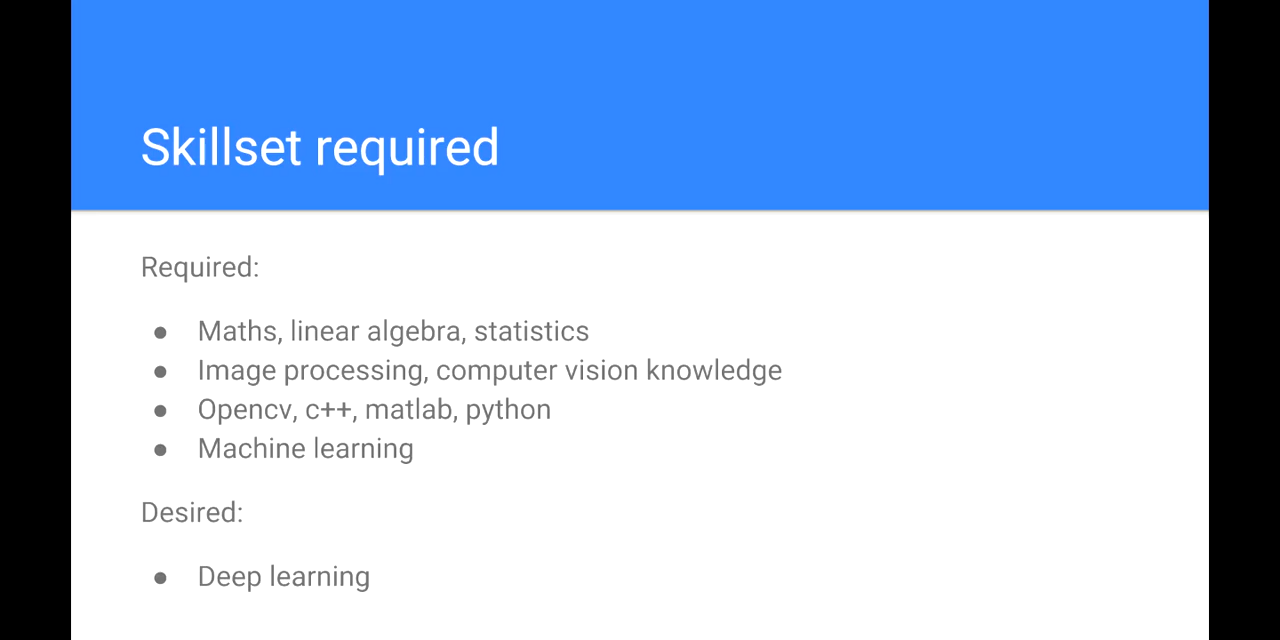 Skillset required
Required:
● Maths, linear algebra, statistics
● Image processing, computer vision knowledge
● Opencv, c++, matlab, python
● Machine learning
Desired:
● Deep learning